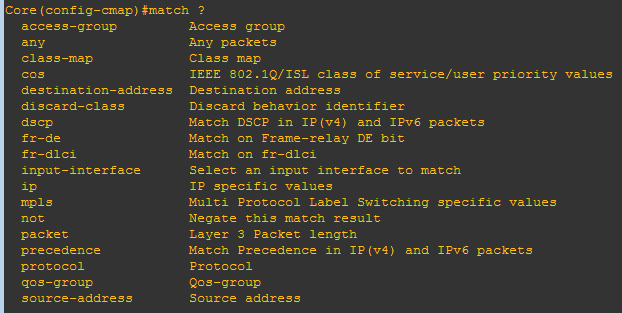 Core(config-cmap)#match ?
access-group Access group
any Any packets
class-map Class map
cos IEEE 802.1Q/ISL class of service/user priority values
destination-address Destination address
discard-class Discard behavior identifier
dscp Match DSCP in IP(v4) and IPv6 packets
fr-de Match on Frame-relay DE bit
fr-dlci Match on fr-dlci
input-interface Select an input interface to match
ip IP specific values
mpls Multi Protocol Label Switching specific values
not Negate this match result
packet Layer 3 Packet length
precedence Match Precedence in IP(v4) and IPv6 packets
protocol Protocol
qos-group Qos-group
source-address Source address